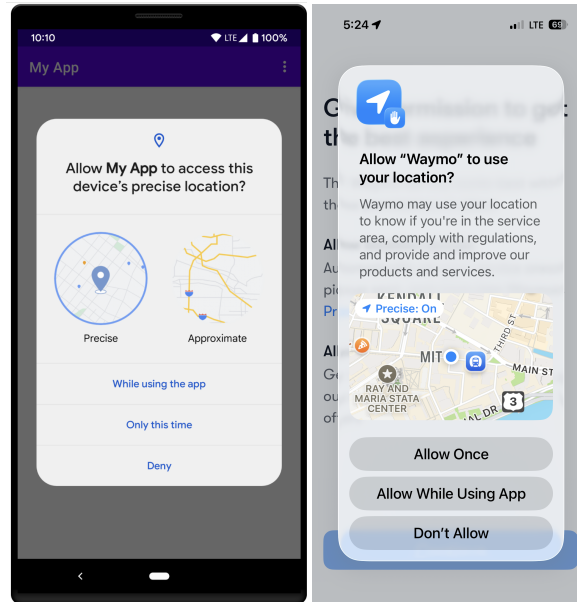 10:10
LTE
100%
My App
Allow My App to access this
device's precise location?
Precise
Approximate
While using the app
Only this time
Deny
5:24
LTE
69
Allow “Waymo” to use
your location?
Waymo may use your location
to know if you're in the service
area, comply with regulations,
and provide and improve our
products and services.
KENDALL
SQUARE
Precise: On
THIRD ST
MIT
MAIN ST
RAY AND
MARIA STATA
CENTER
AL DR
3
Allow Once
Allow While Using App
Don't Allow